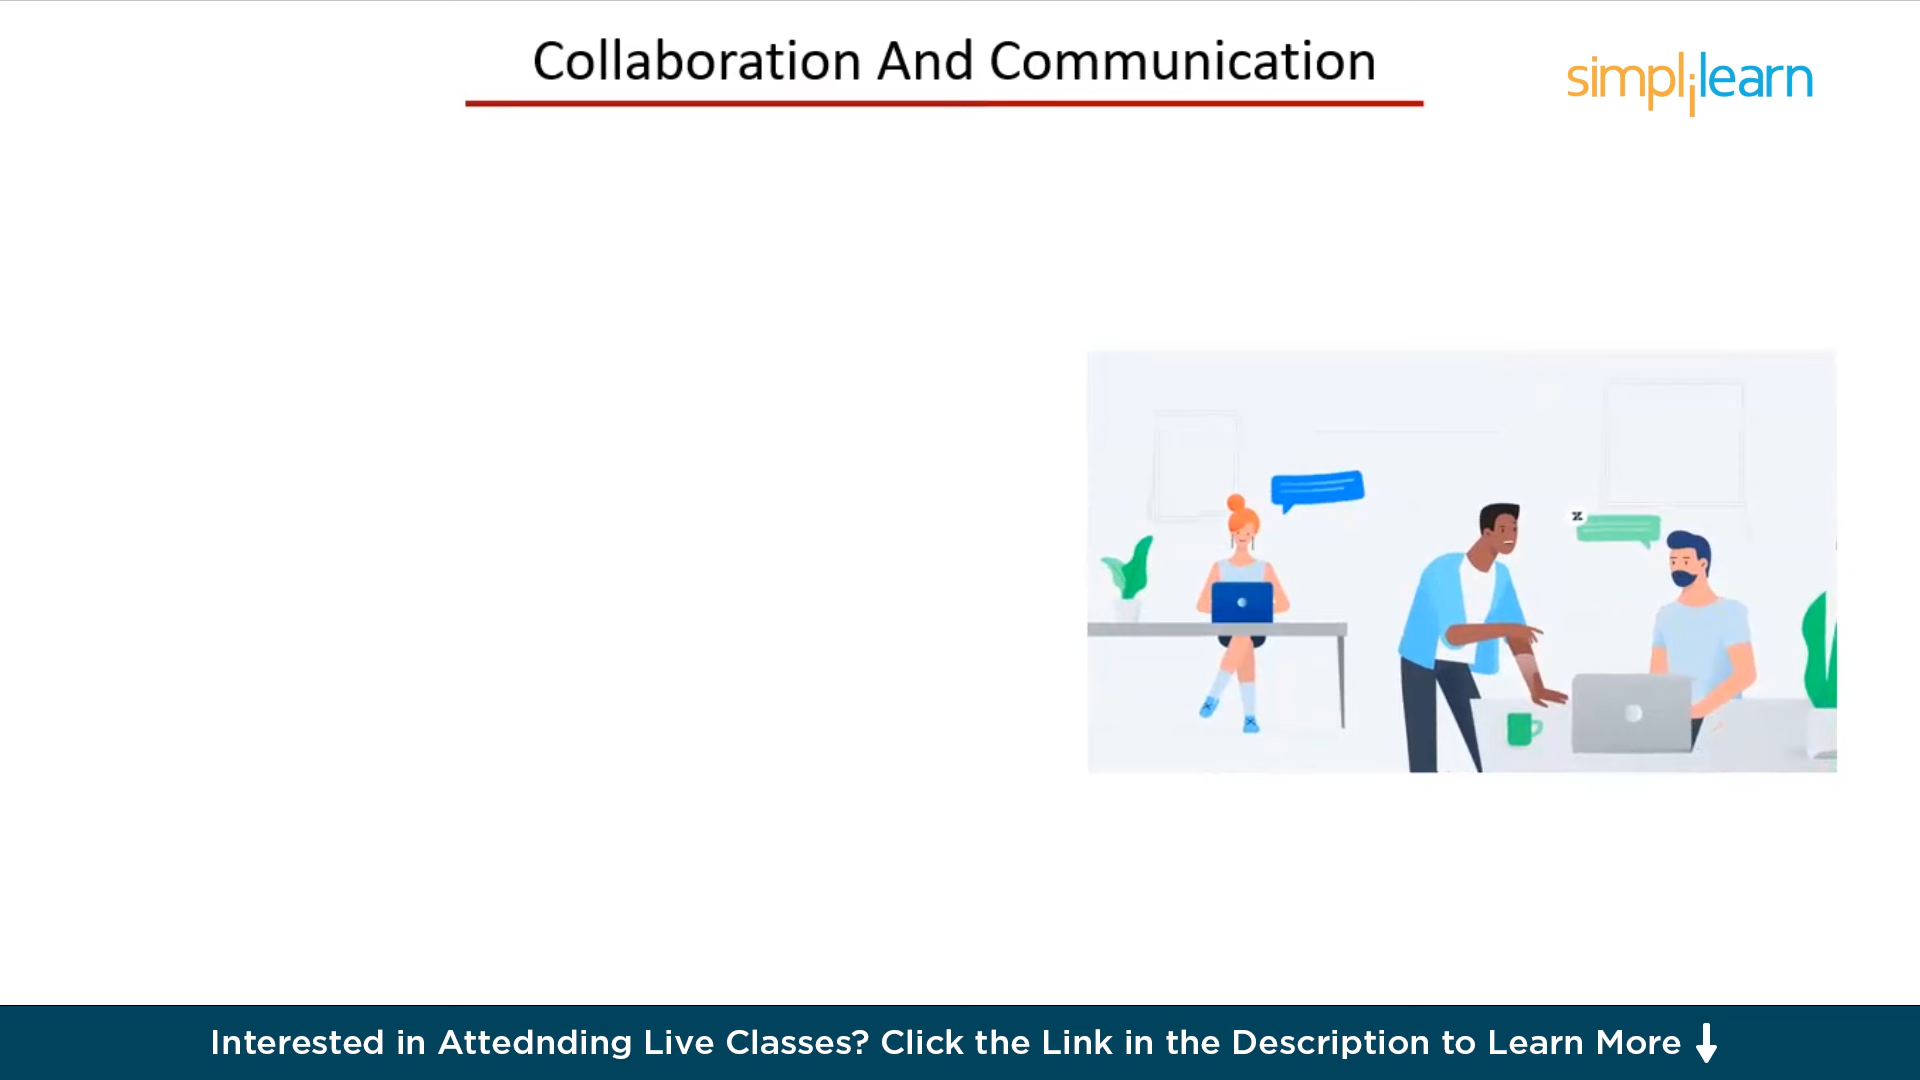 Collaboration And Communication
simplilearn
Interested in Attednding Live Classes? Click the Link in the Description to Learn More